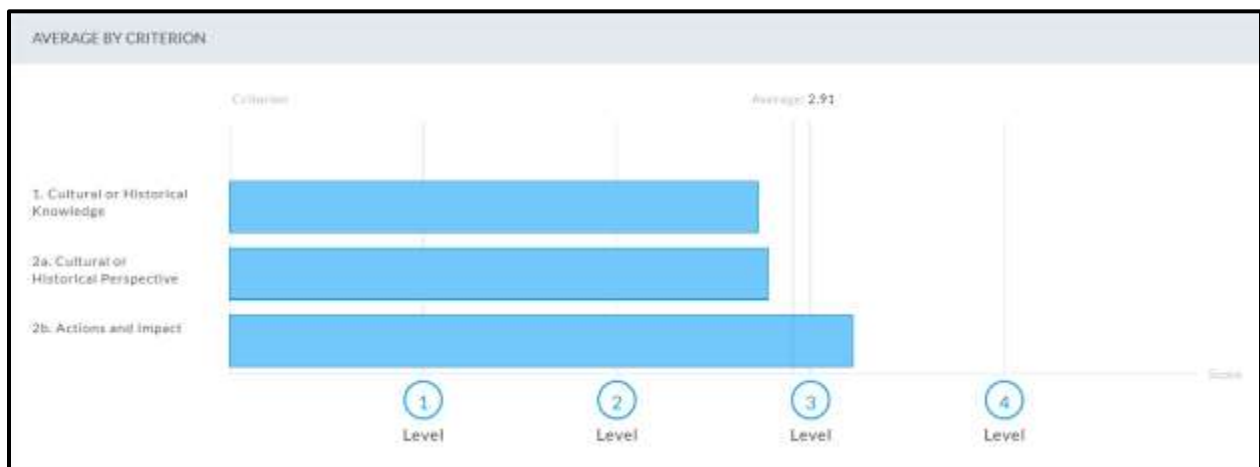 AVERAGE BY CRITERION
Criterion
Average: 2.91
1. Cultural or Historical
Knowledge
2a. Cultural or
Historical Perspective
2b. Actions and Impact
Score
1
2
3
4
Level
Level
Level
Level